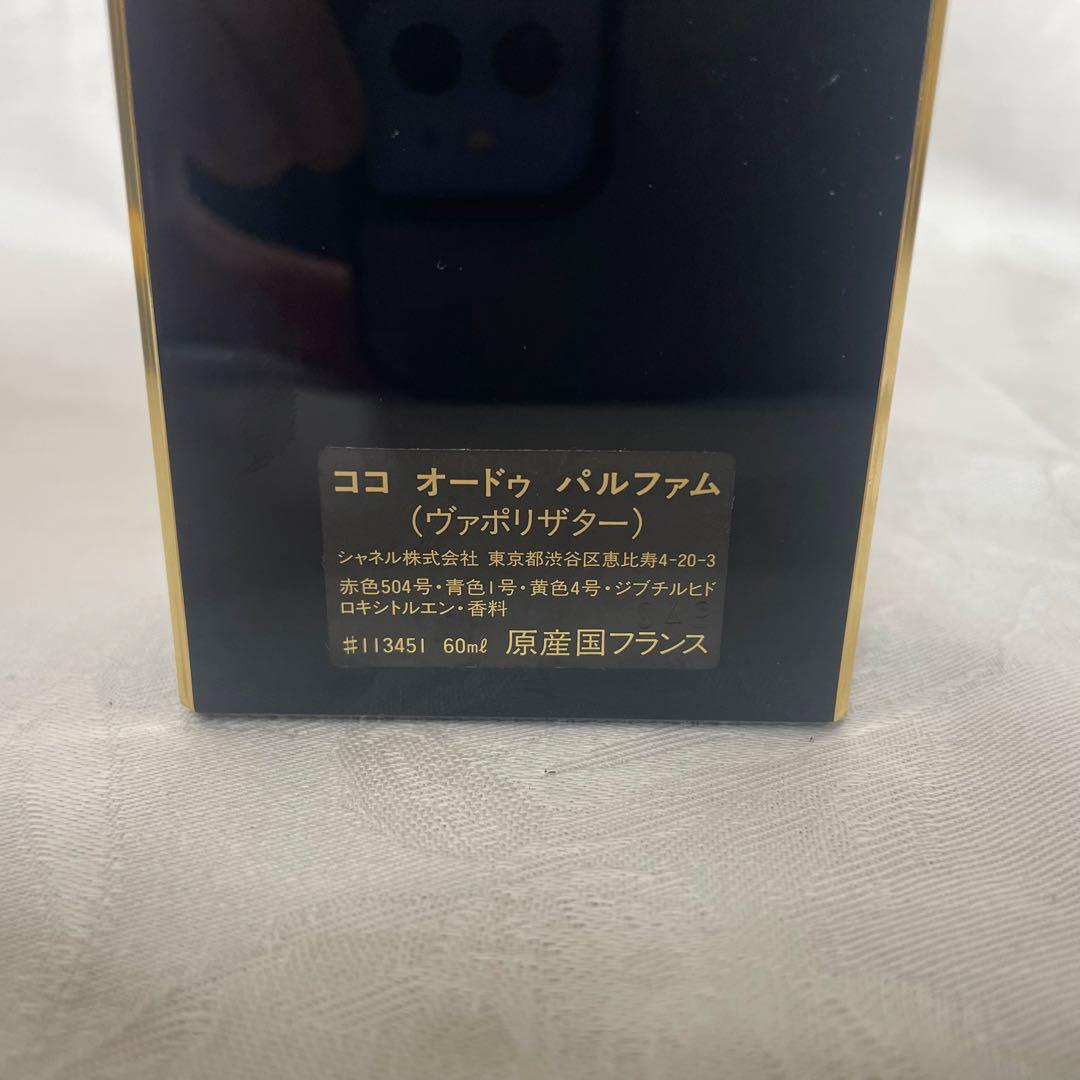 ココ オードゥ パルファム
(ヴァポリザター)
シャネル株式会社 東京都渋谷区恵比寿4-20-3
赤色504号・青色1号・黄色4号・ジブチルヒド
ロキシトルエン・香料
#113451 60㎖ 原産国フランス